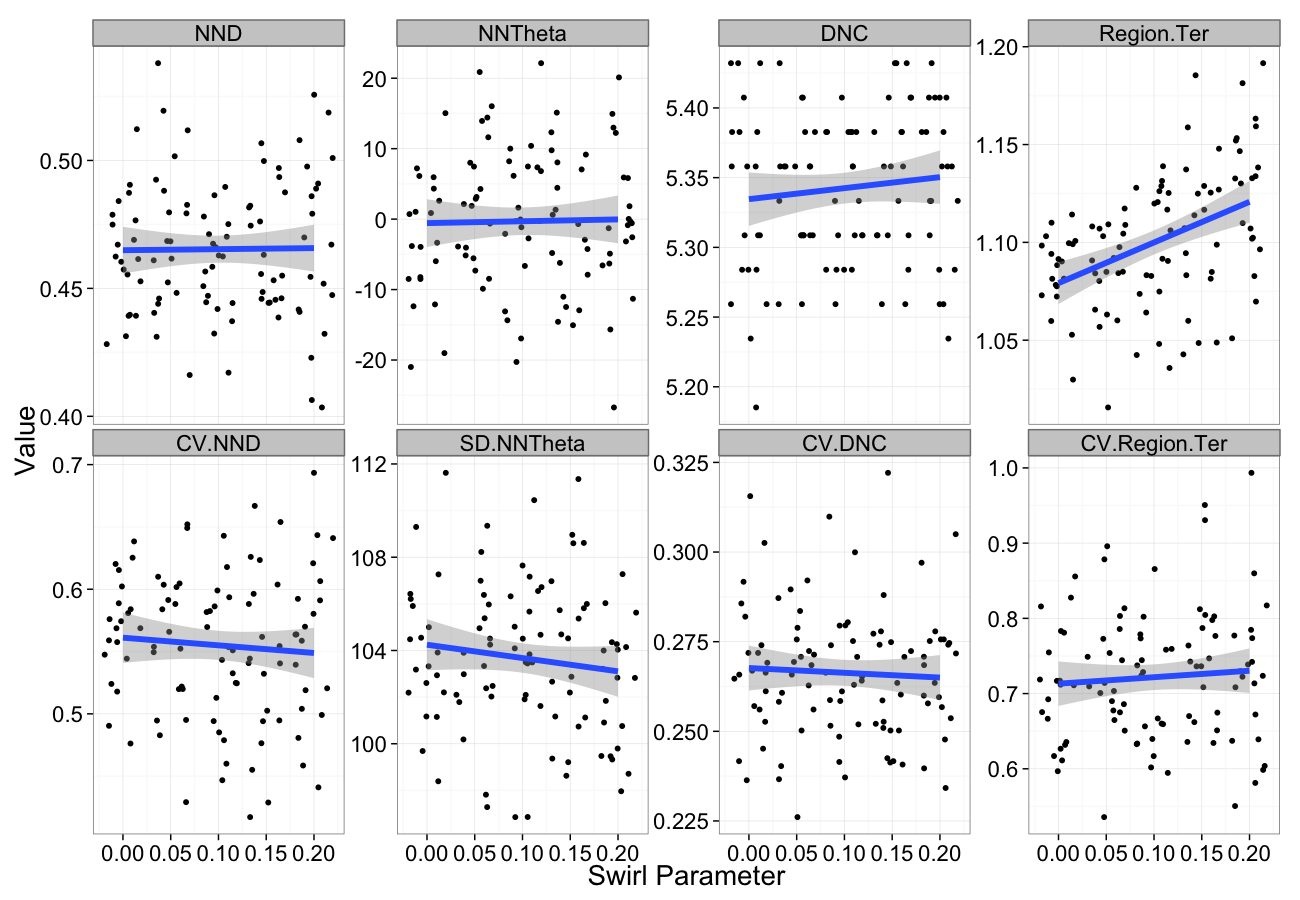 NND NNTheta DNC Region.Ter
1.20
20 5.40
0.50 10 5.35 1.15
0 5.30 1.10
0.45 -10 5.25
-20 1.05
0.40 5.20
Value
CV.NND SD.NNTheta CV.DNC CV.Region.Ter
0.7 112 0.325 1.0
108 0.300 0.9
0.6 0.275 0.8
104 0.7
0.5 100 0.250 0.6
0.225
0.00 0.05 0.10 0.15 0.20 0.00 0.05 0.10 0.15 0.20 0.00 0.05 0.10 0.15 0.20 0.00 0.05 0.10 0.15 0.20
Swirl Parameter